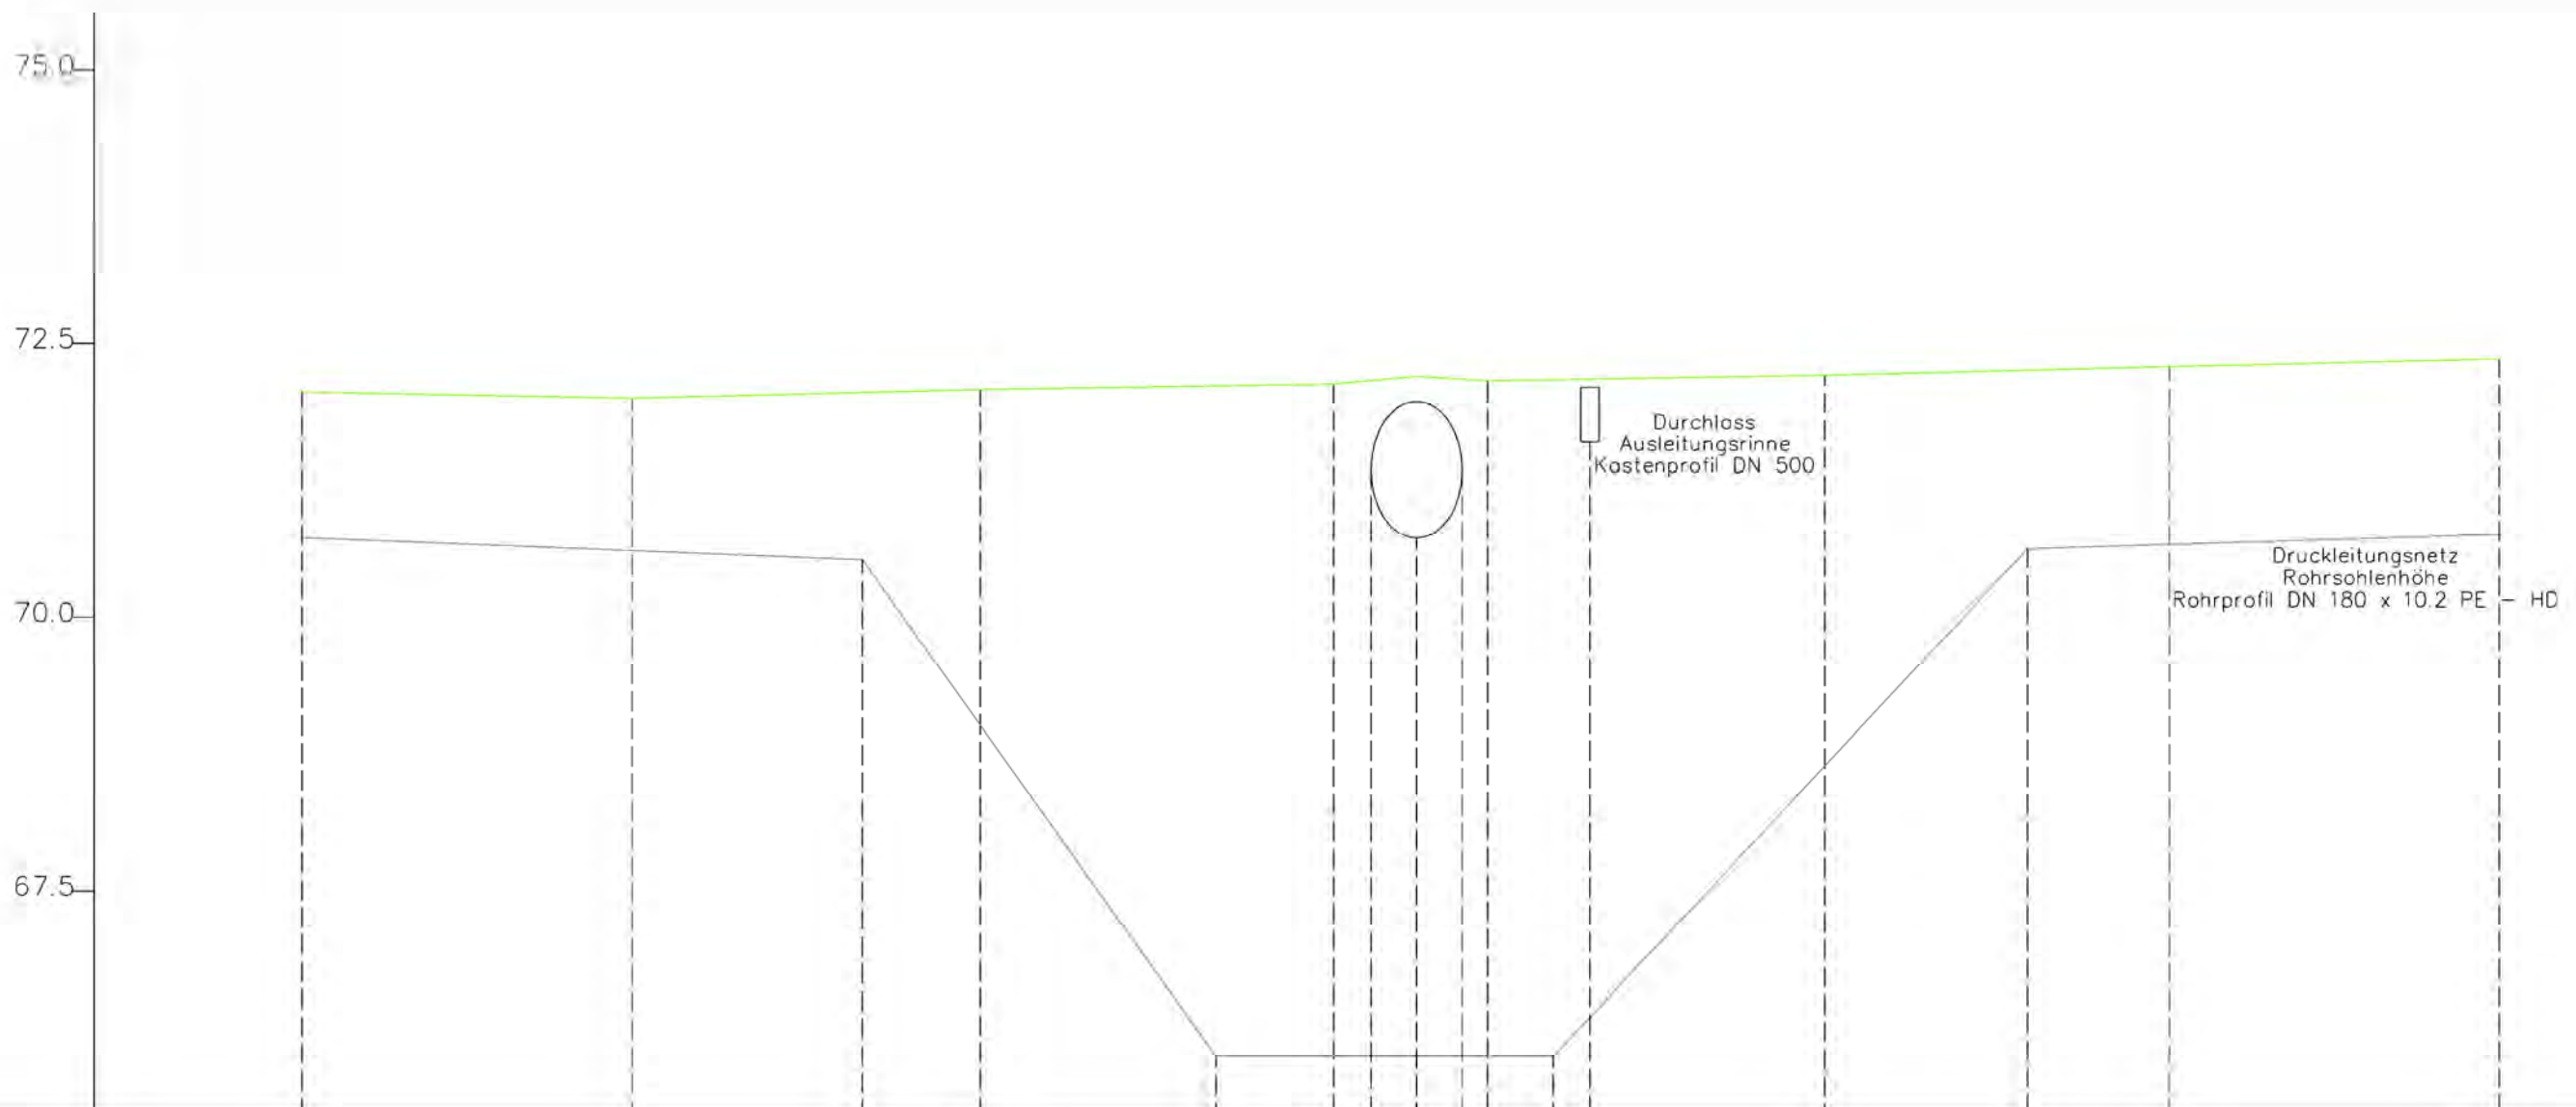 75.0
72.5
Durchlass
Ausleitungsrinne
Kastenprofil DN 500
Druckleitungsnetz
Rohrsohlenhöhe
70.0
Rohrprofil DN 180 x 10.2 PE - HD
67.5